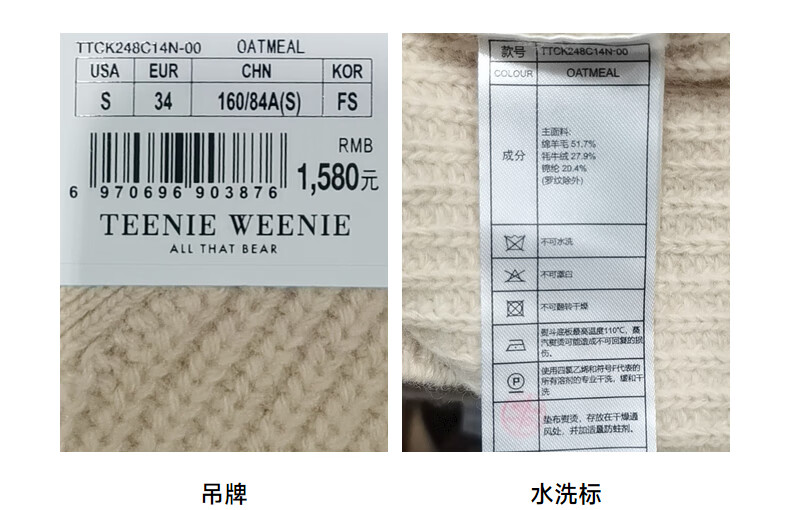 TTCK248C14N-00 OATMEAL
USA EUR CHN KOR
S 34 160/84A(S) FS
RMB
1,580元
6 970696 903876
TEENIE WEENIE
ALL THAT BEAR
吊牌
款号 TTCK248C14N-00
COLOUR OATMEAL
成分
主面料:
绵羊毛 51.7%
牦牛绒 27.9%
锦纶 20.4%
(罗纹除外)
不可水洗
不可漂白
不可翻转干燥
熨斗底板最高温度110℃，蒸
汽熨烫可能造成不可回复的损
伤。
P
使用四氯乙烯和符号F代表的
所有溶剂的专业干洗，缓和干
洗
垫布熨烫，存放在干燥通
风处，并加适量防蛀剂。
水洗标